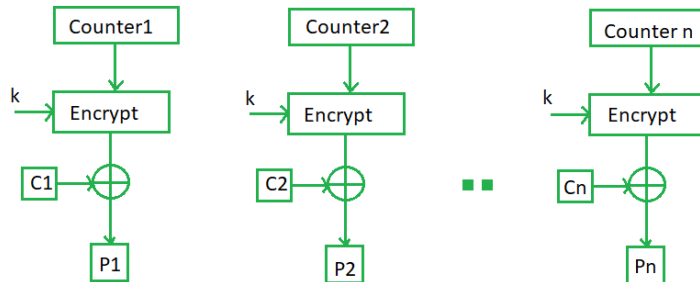 Counter1
Counter2
Counter n
k
Encrypt
k
Encrypt
k
Encrypt
C1
C2
Cn
P1
P2
Pn